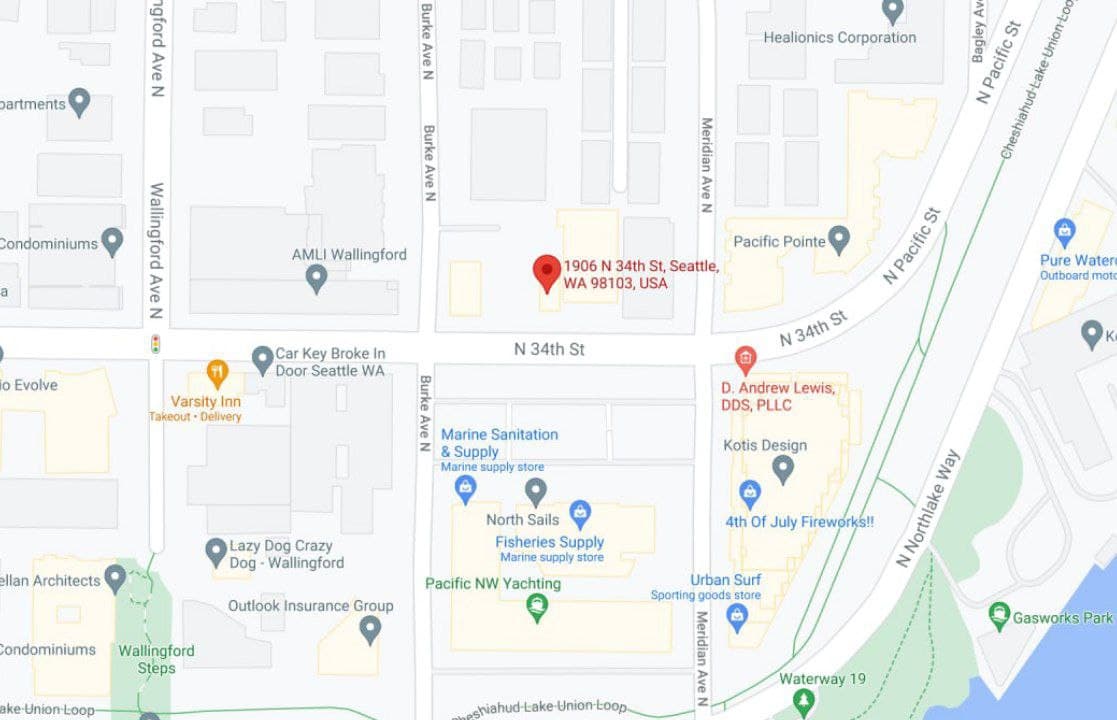 ngford Ave N
Burke Ave N
Bagley Av
N Pacific St
Cheshiahud Lake Union Loop
Healionics Corporation
partments
Burke Ave N
Meridian Ave N
Wallingford Ave N
Condominiums
AMLI Wallingford
1906 N 34th St, Seattle,
WA 98103, USA
Pacific Pointe
N Pacific St
Pure Waterc
Outboard moto
a
N 34th St
N 34th St
Car Key Broke In
Door Seattle WA
io Evolve
Varsity Inn
Takeout • Delivery
Burke Ave N
D. Andrew Lewis,
DDS, PLLC
Ke
Marine Sanitation
& Supply
Marine supply store
Kotis Design
North Sails
4th Of July Fireworks!!
Fisheries Supply
Marine supply store
N Northlake Way
Lazy Dog Crazy
Dog - Wallingford
ellan Architects
Pacific NW Yachting
Urban Surf
Sporting goods store
Outlook Insurance Group
Meridian Ave N
Gasworks Park
Condominiums
Wallingford
Steps
Waterway 19
ake Union Loop
Cheshiahud Lake Union Loop